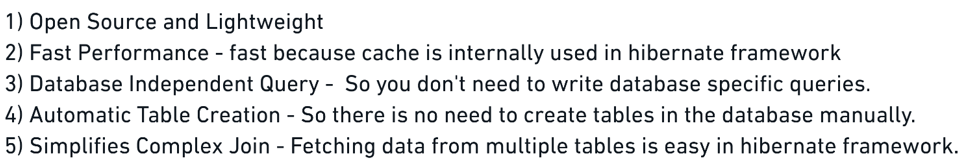 1) Open Source and Lightweight
2) Fast Performance - fast because cache is internally used in hibernate framework
3) Database Independent Query -  So you don't need to write database specific queries.
4) Automatic Table Creation - So there is no need to create tables in the database manually.
5) Simplifies Complex Join - Fetching data from multiple tables is easy in hibernate framework.